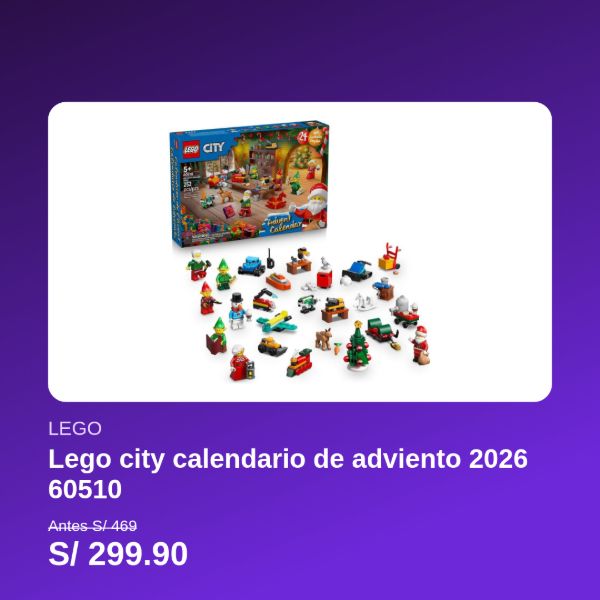 LEGO CITY
24
5+
Advent
Calendar
LEGO
Lego city calendario de adviento 2026
60510
Antes S/ 469
S/ 299.90